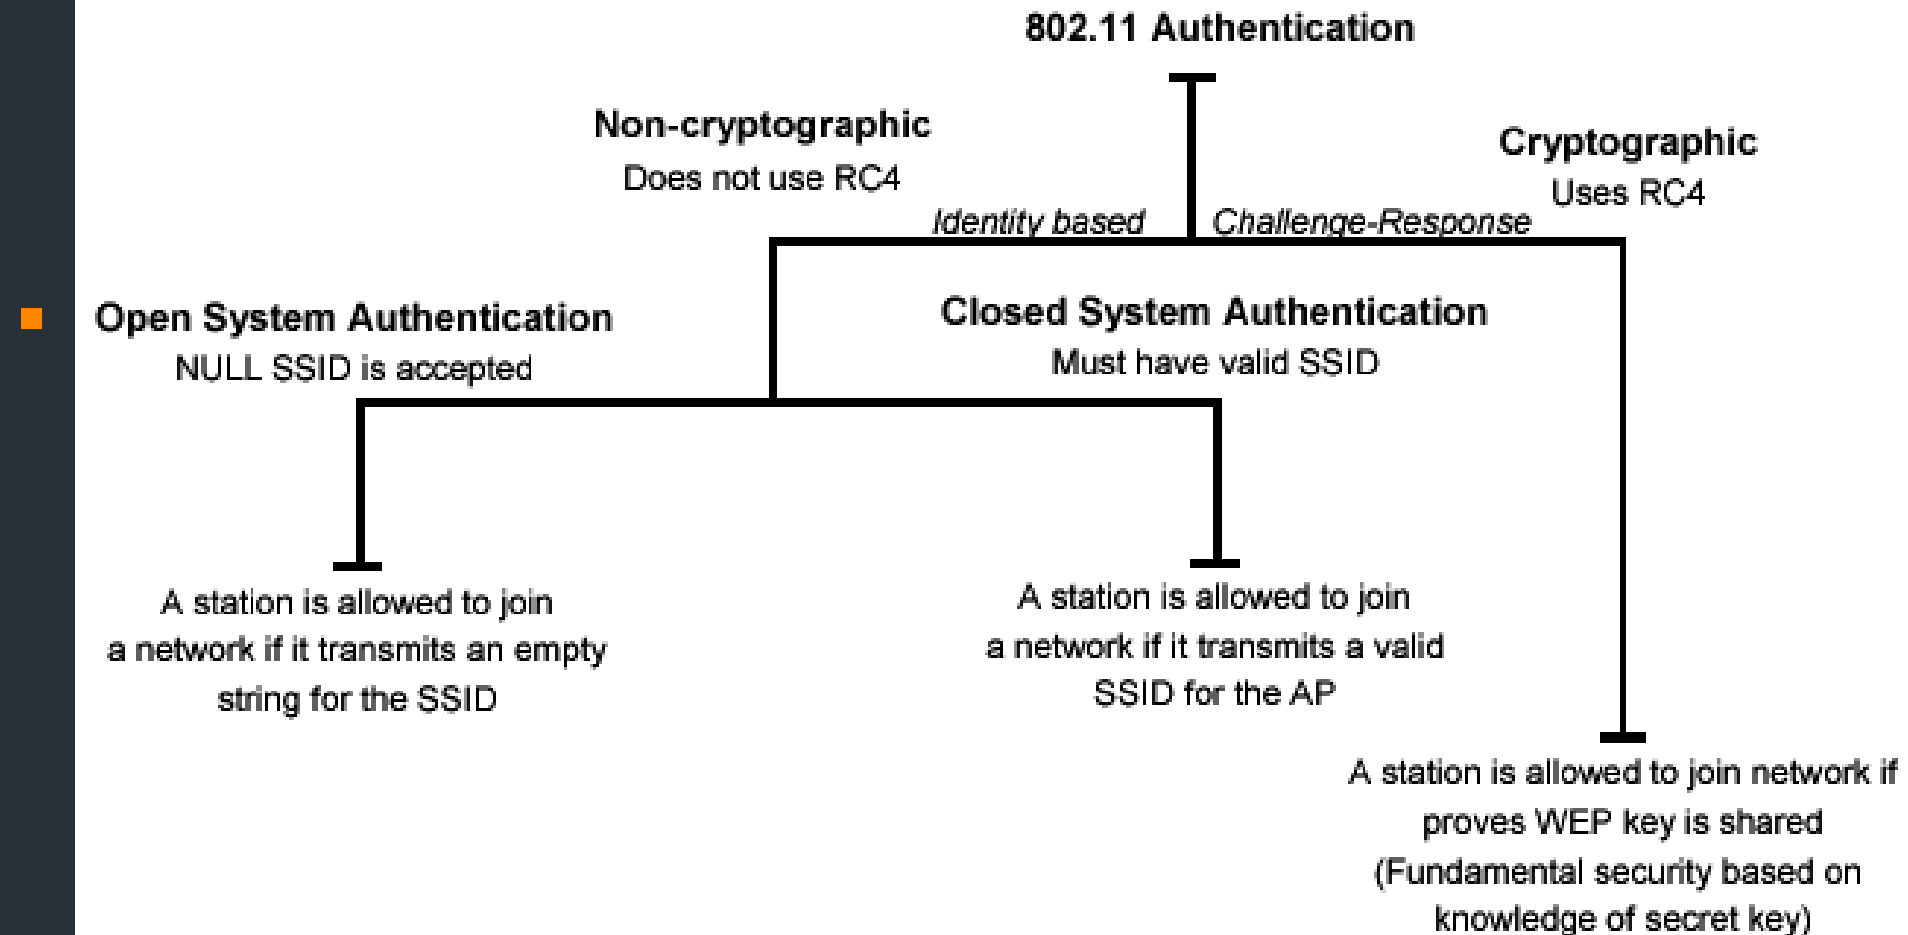 802.11 Authentication
Non-cryptographic
Does not use RC4
Cryptographic
Uses RC4
Identity based
Challenge-Response
Open System Authentication
NULL SSID is accepted
Closed System Authentication
Must have valid SSID
A station is allowed to join
a network if it transmits an empty
string for the SSID
A station is allowed to join
a network if it transmits a valid
SSID for the AP
A station is allowed to join network if
proves WEP key is shared
(Fundamental security based on
knowledge of secret key)